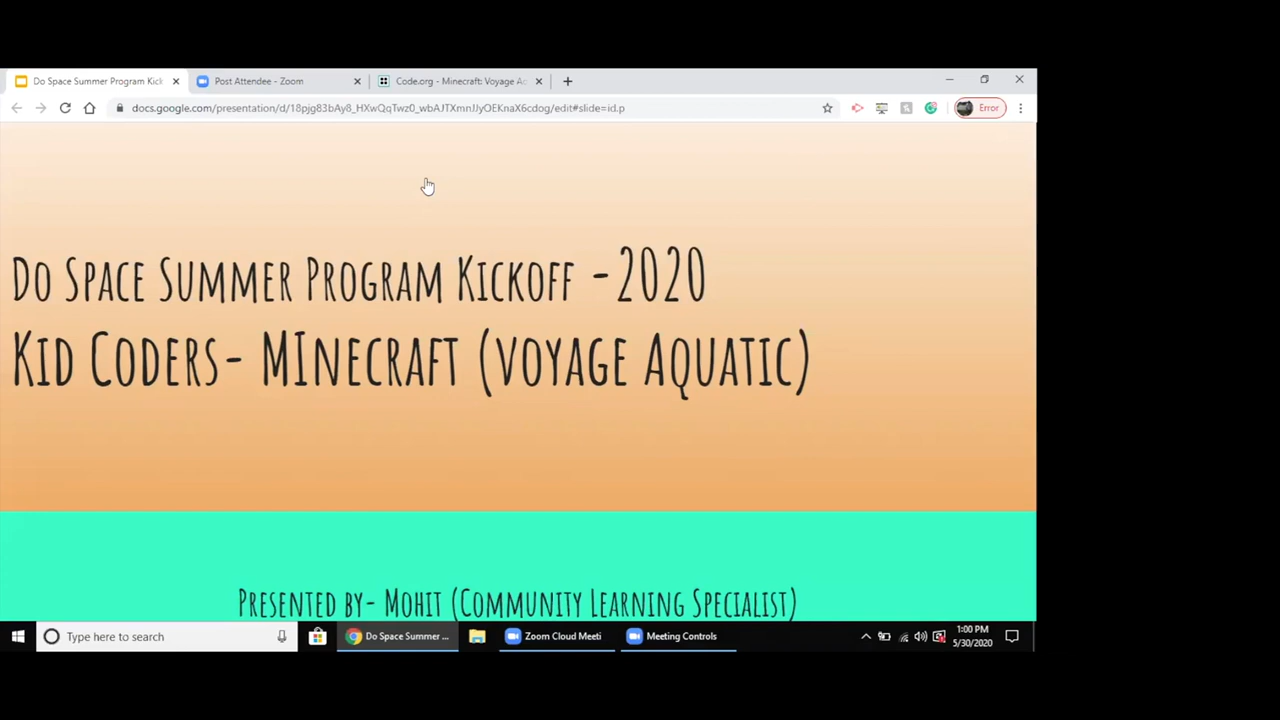 Do Space Summer Program Kick
Post Attendee - Zoom
Code.org - Minecraft: Voyage Aq
docs.google.com/presentation/d/18pjg83bAy8_HXwQqTwz0_wbAJTXmnJJyOEKnaX6cdog/edit#slide=id.p
Error
Do Space Summer Program Kickoff -2020
Kid Coders- MInecraft (voyage Aquatic)
Presented by- Mohit (Community Learning Specialist)
Type here to search
Do Space Summer ...
Zoom Cloud Meeti
Meeting Controls
1:00 PM
5/30/2020